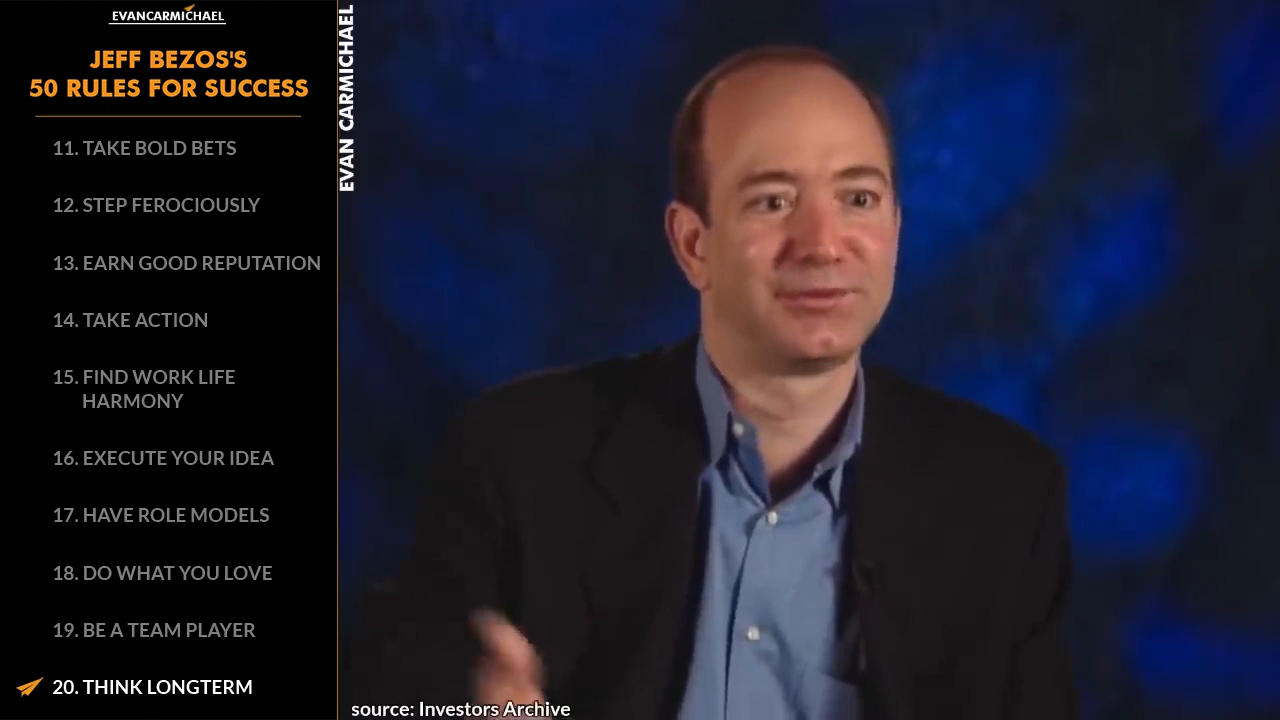 EVANCARMICHAEL
JEFF BEZOS'S
50 RULES FOR SUCCESS
11. TAKE BOLD BETS
12. STEP FEROCIOUSLY
13. EARN GOOD REPUTATION
14. TAKE ACTION
15. FIND WORK LIFE
HARMONY
16. EXECUTE YOUR IDEA
17. HAVE ROLE MODELS
18. DO WHAT YOU LOVE
19. BE A TEAM PLAYER
20. THINK LONGTERM
EVAN CARMICHAEL
source: Investors Archive